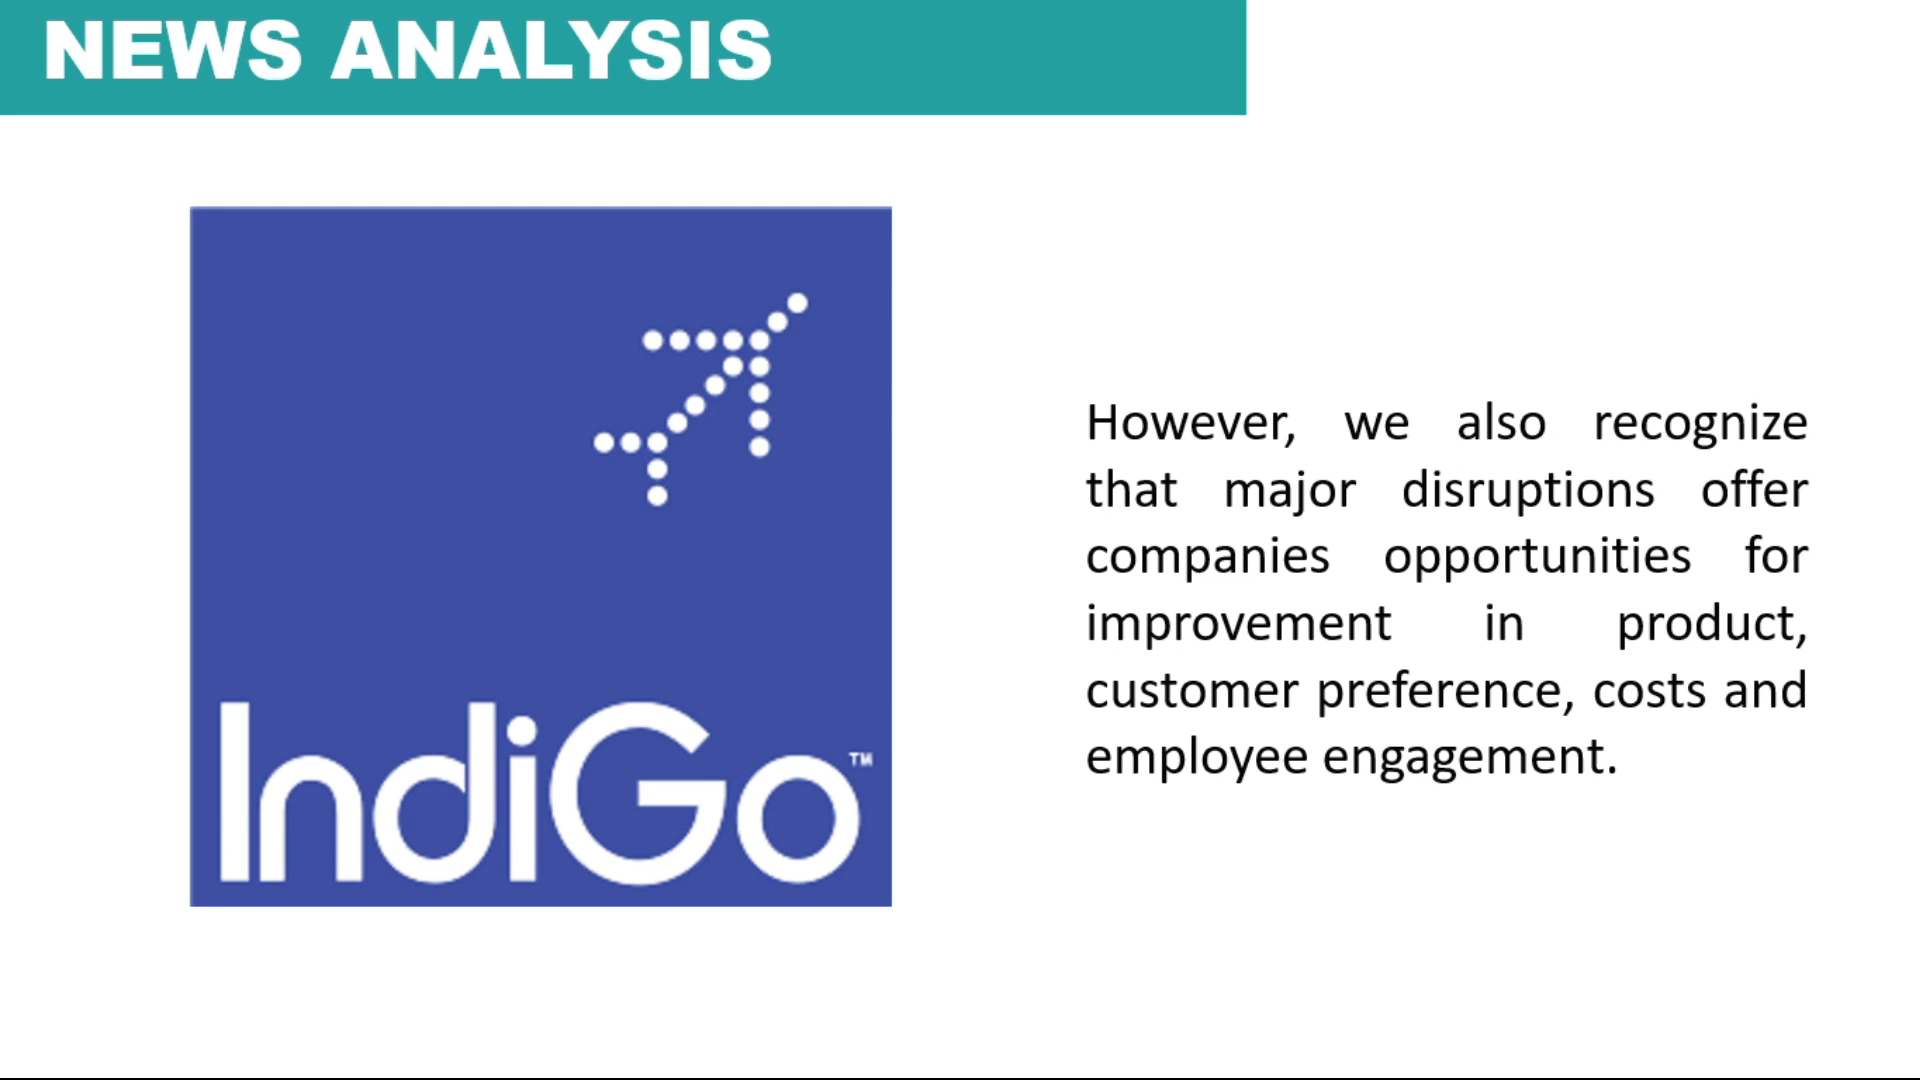 NEWS ANALYSIS
IndiGo™
However, we also recognize
that major disruptions offer
companies opportunities for
improvement in product,
customer preference, costs and
employee engagement.